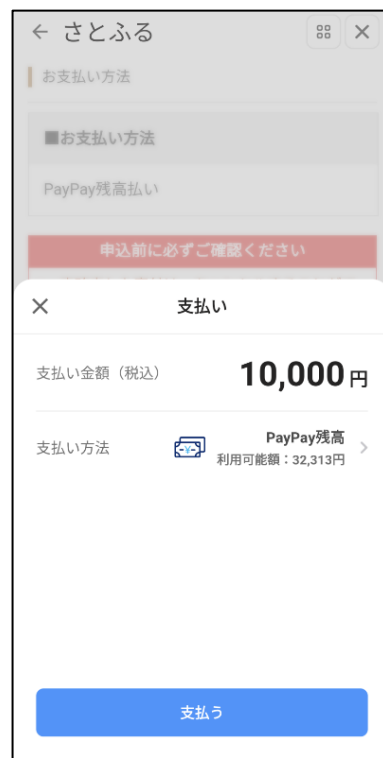 さとふる
お支払い方法
■お支払い方法
PayPay残高払い
申込前に必ずご確認ください
支払い
支払い金額（税込） 10,000 円
支払い方法 PayPay残高
利用可能額：32,313円
支払う